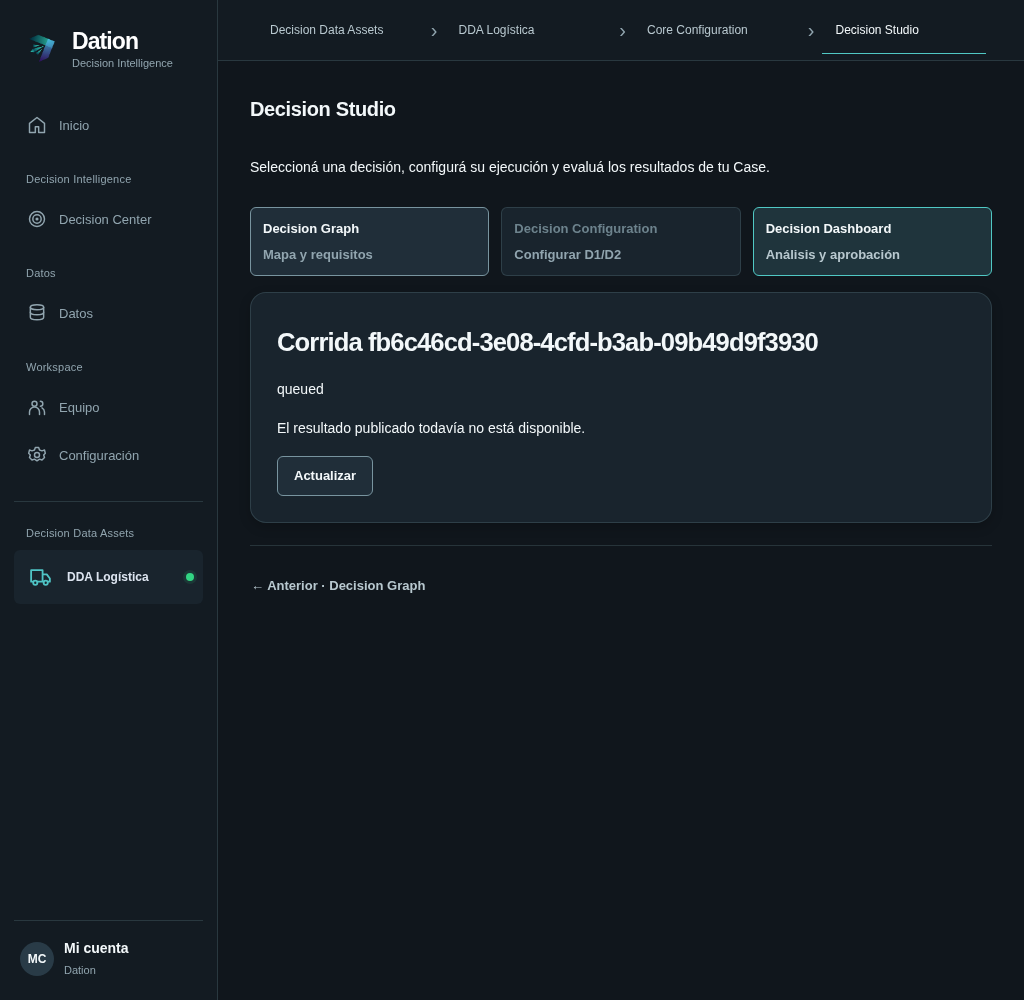 Dation
Decision Intelligence
Inicio
Decision Intelligence
Decision Center
Datos
Datos
Workspace
Equipo
Configuración
Decision Data Assets
DDA Logística
MC
Mi cuenta
Dation
Decision Data Assets › DDA Logística › Core Configuration › Decision Studio
Decision Studio
Seleccioná una decisión, configurá su ejecución y evaluá los resultados de tu Case.
Decision Graph
Mapa y requisitos
Decision Configuration
Configurar D1/D2
Decision Dashboard
Análisis y aprobación
Corrida fb6c46cd-3e08-4cfd-b3ab-09b49d9f3930
queued
El resultado publicado todavía no está disponible.
Actualizar
← Anterior · Decision Graph